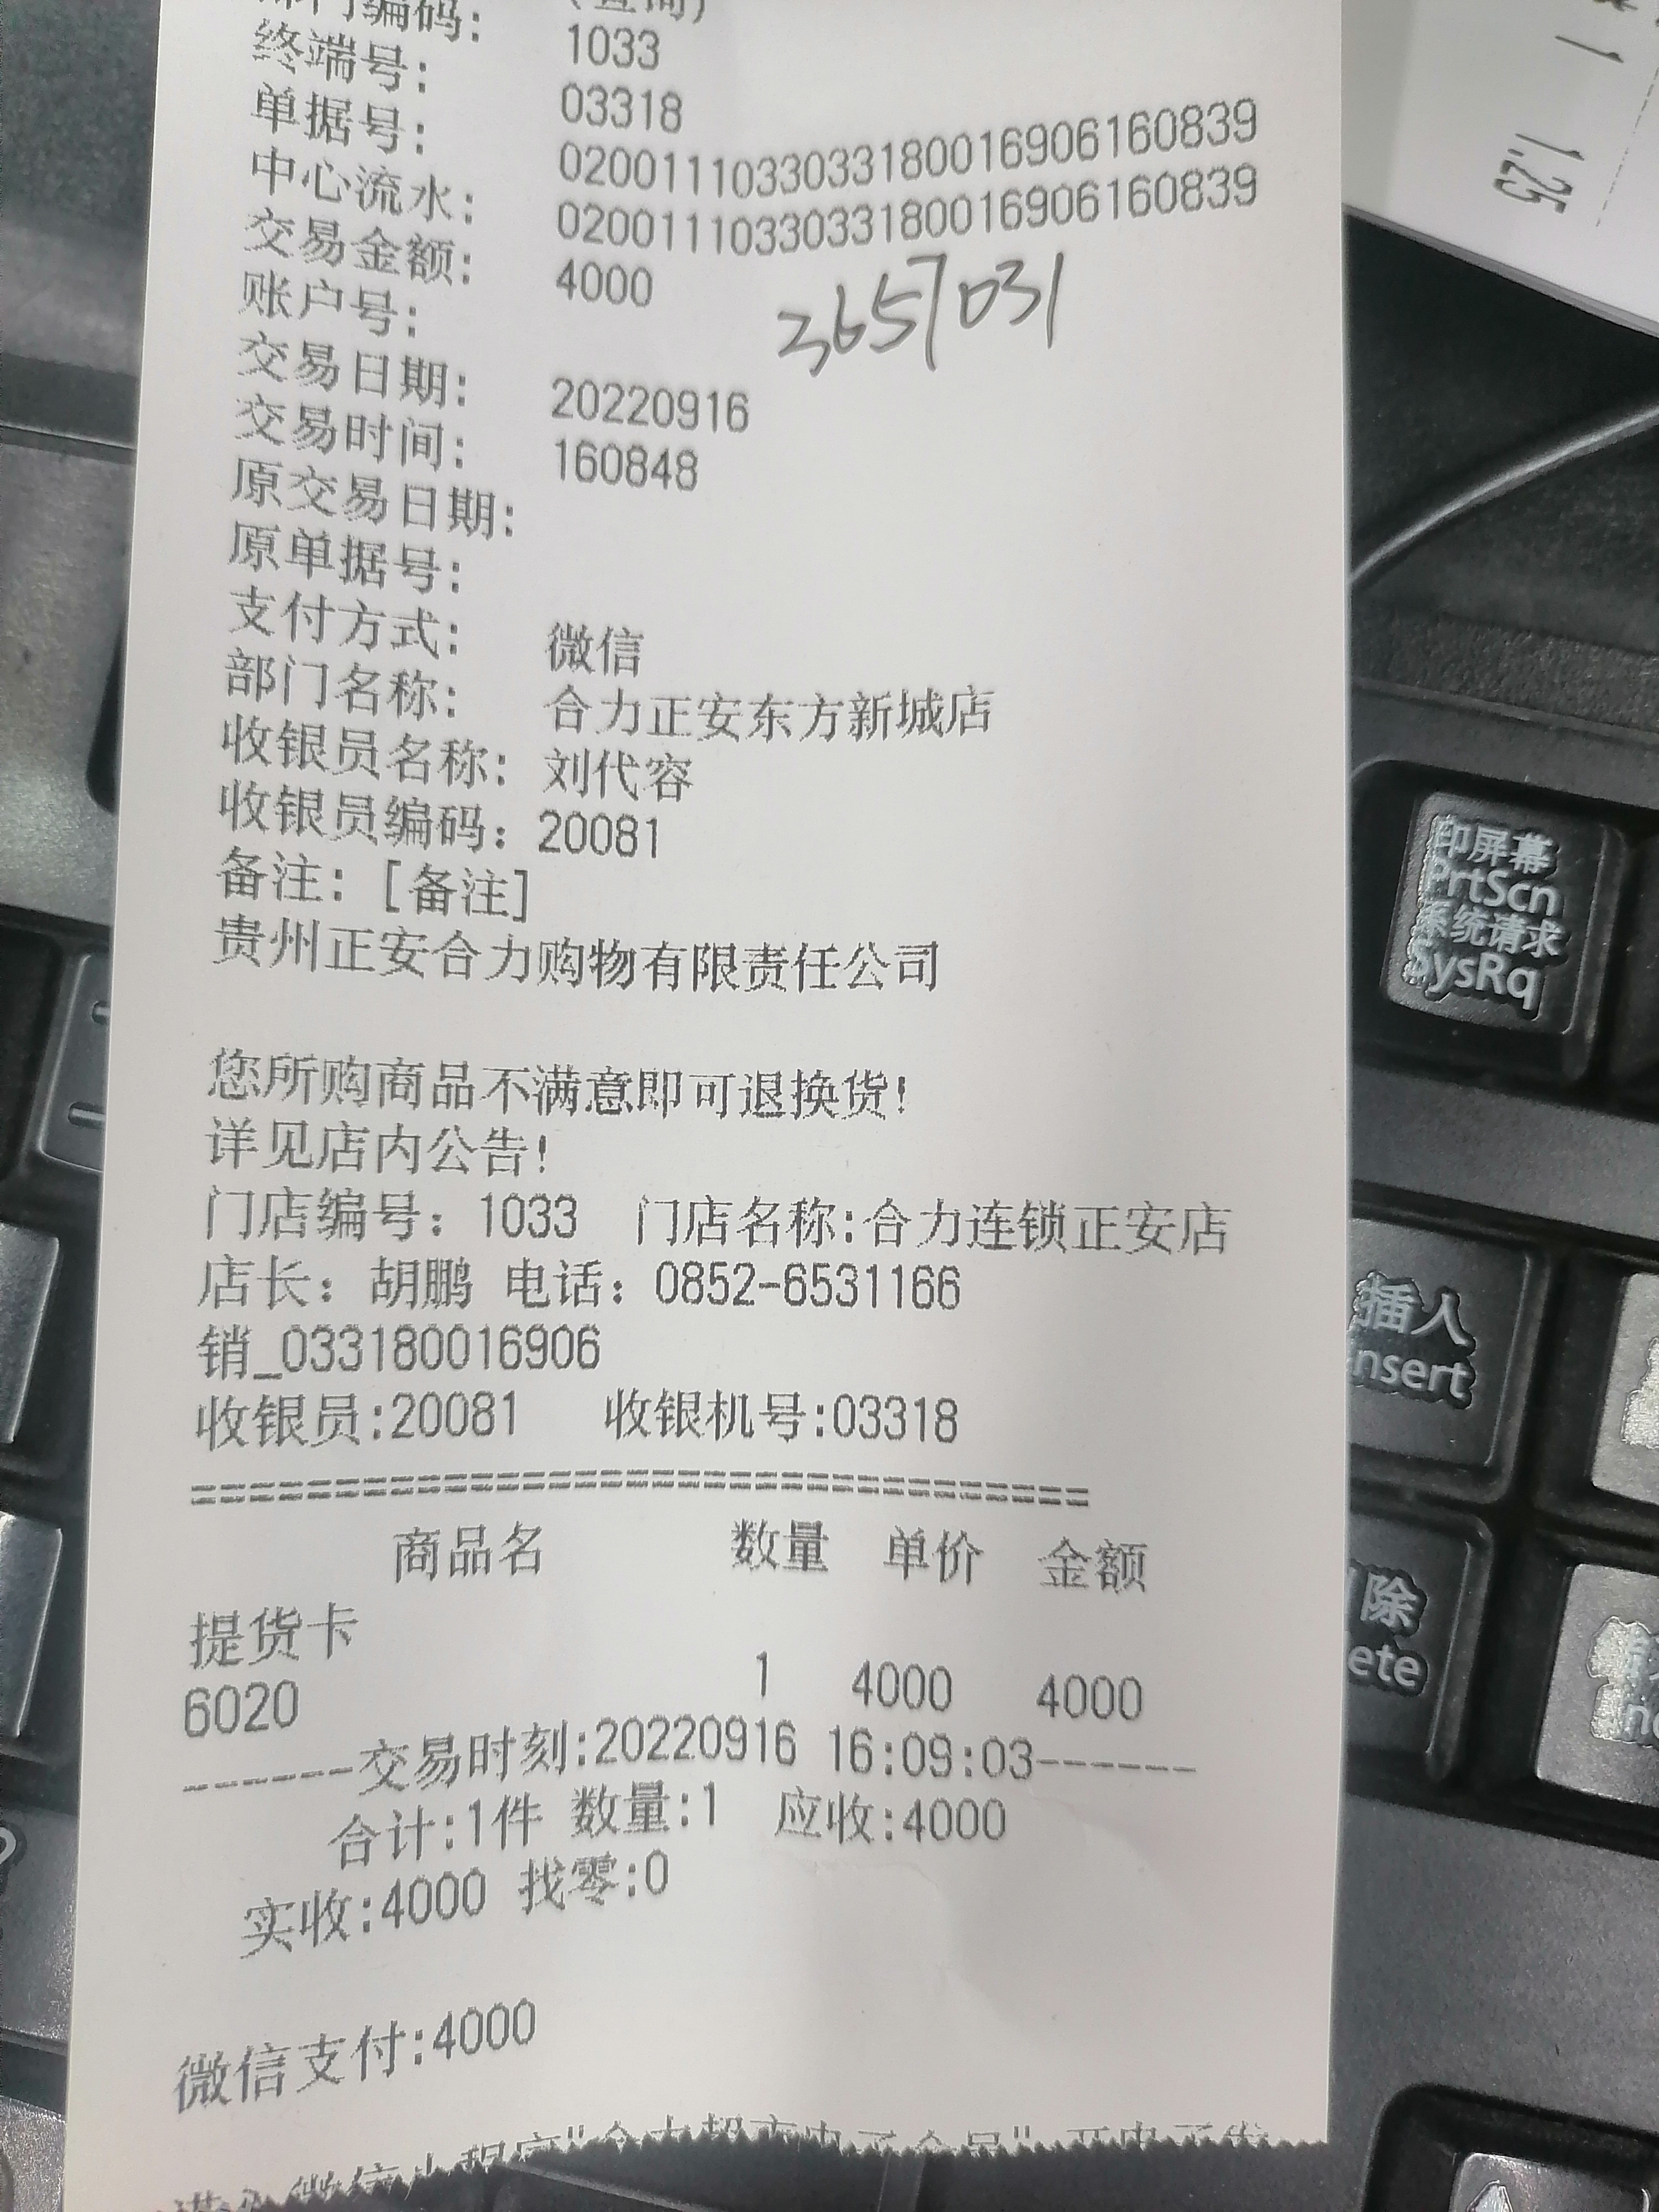 部门编码: (查询)
终端号: 1033
单据号: 03318
中心流水: 0200111033033180016906160839
交易金额: 0200111033033180016906160839
账户号: 4000
3657031
交易日期: 20220916
交易时间: 160848
原交易日期:
原单据号:
支付方式: 微信
部门名称: 合力正安东方新城店
收银员名称: 刘代容
收银员编码: 20081
备注: [备注]
贵州正安合力购物有限责任公司
您所购商品不满意即可退换货!
详见店内公告!
门店编号: 1033 门店名称:合力连锁正安店
店长: 胡鹏 电话: 0852-6531166
销_033180016906
收银员:20081 收银机号:03318
===================================
商品名 数量 单价 金额
提货卡
6020 1 4000 4000
------交易时刻:20220916 16:09:03------
合计:1件 数量:1 应收:4000
实收:4000 找零:0
微信支付:4000
1
1.25
印屏幕
PrtScn
系统请求
SysRq
插入
Insert